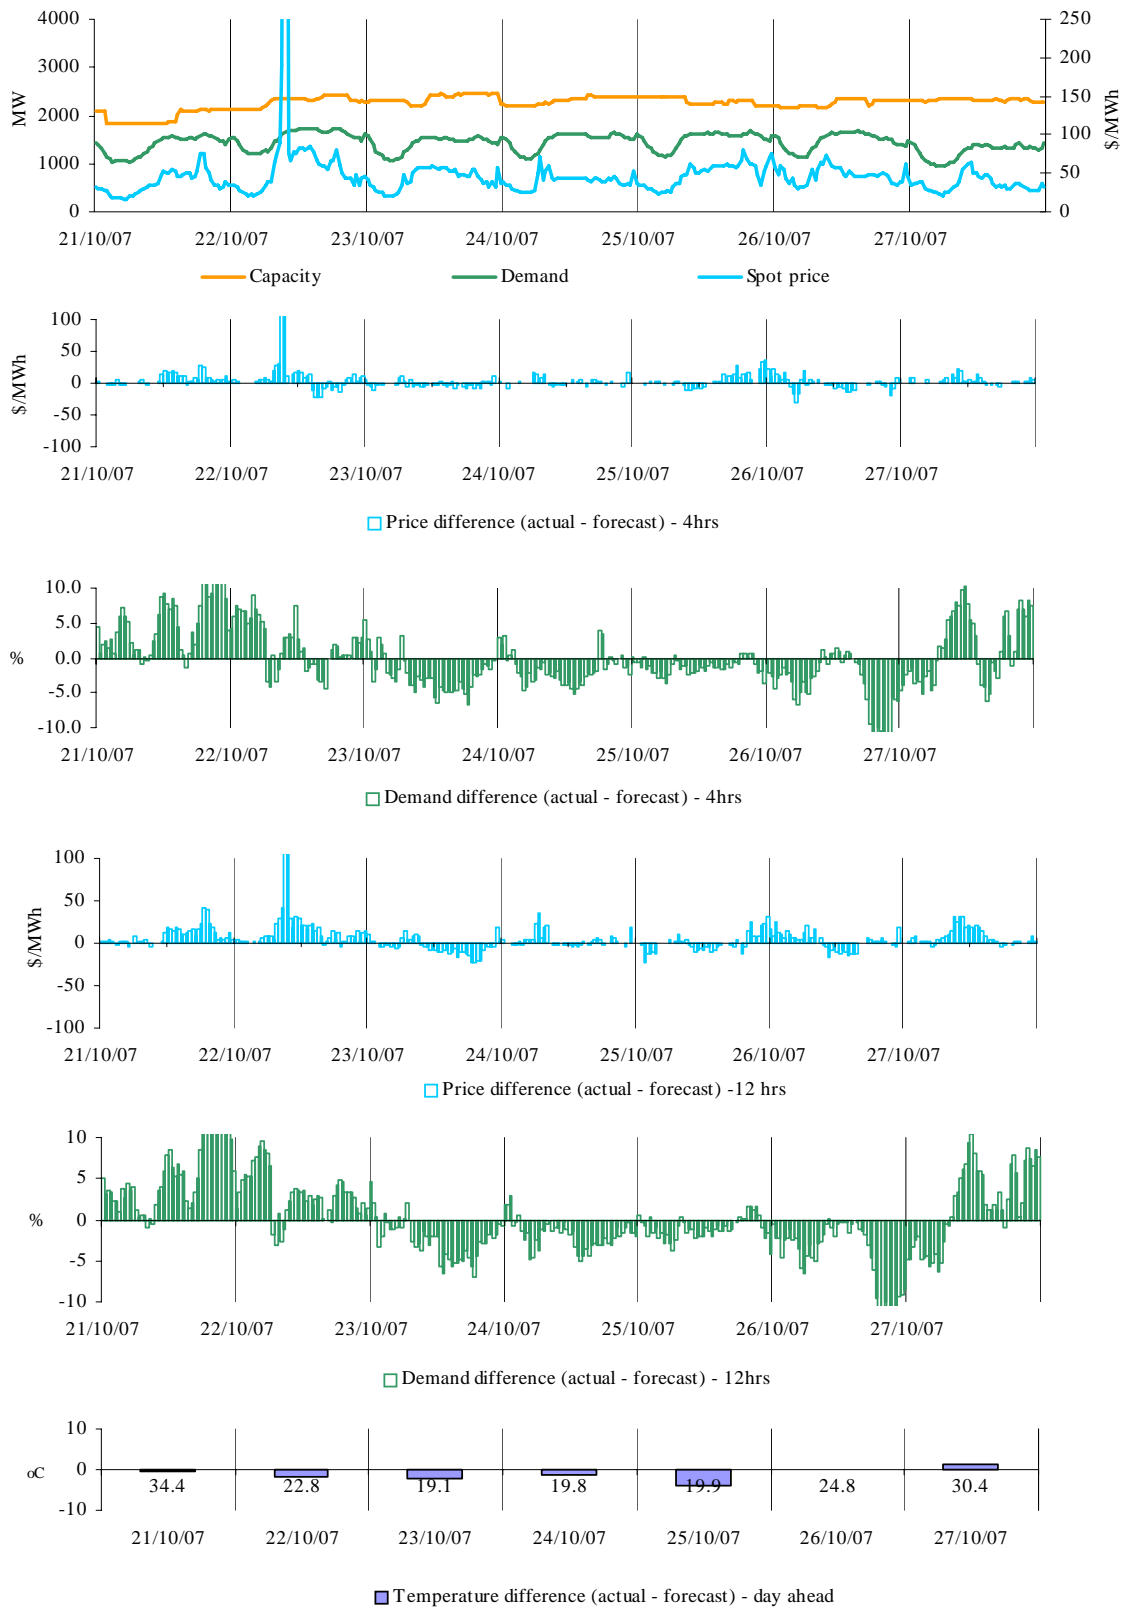 4000 250
3000 200
2000 150
1000 100
0 50
0
MW
$/MWh
21/10/07 22/10/07 23/10/07 24/10/07 25/10/07 26/10/07 27/10/07
Capacity Demand Spot price
100
50
0
-50
-100
$/MWh
21/10/07 22/10/07 23/10/07 24/10/07 25/10/07 26/10/07 27/10/07
Price difference (actual - forecast) - 4hrs
10.0
5.0
0.0
-5.0
-10.0
%
21/10/07 22/10/07 23/10/07 24/10/07 25/10/07 26/10/07 27/10/07
Demand difference (actual - forecast) - 4hrs
100
50
0
-50
-100
$/MWh
21/10/07 22/10/07 23/10/07 24/10/07 25/10/07 26/10/07 27/10/07
Price difference (actual - forecast) -12 hrs
10
5
0
-5
-10
%
21/10/07 22/10/07 23/10/07 24/10/07 25/10/07 26/10/07 27/10/07
Demand difference (actual - forecast) - 12hrs
10
0
-10
oC
34.4 22.8 19.1 19.8 19.9 24.8 30.4
21/10/07 22/10/07 23/10/07 24/10/07 25/10/07 26/10/07 27/10/07
Temperature difference (actual - forecast) - day ahead